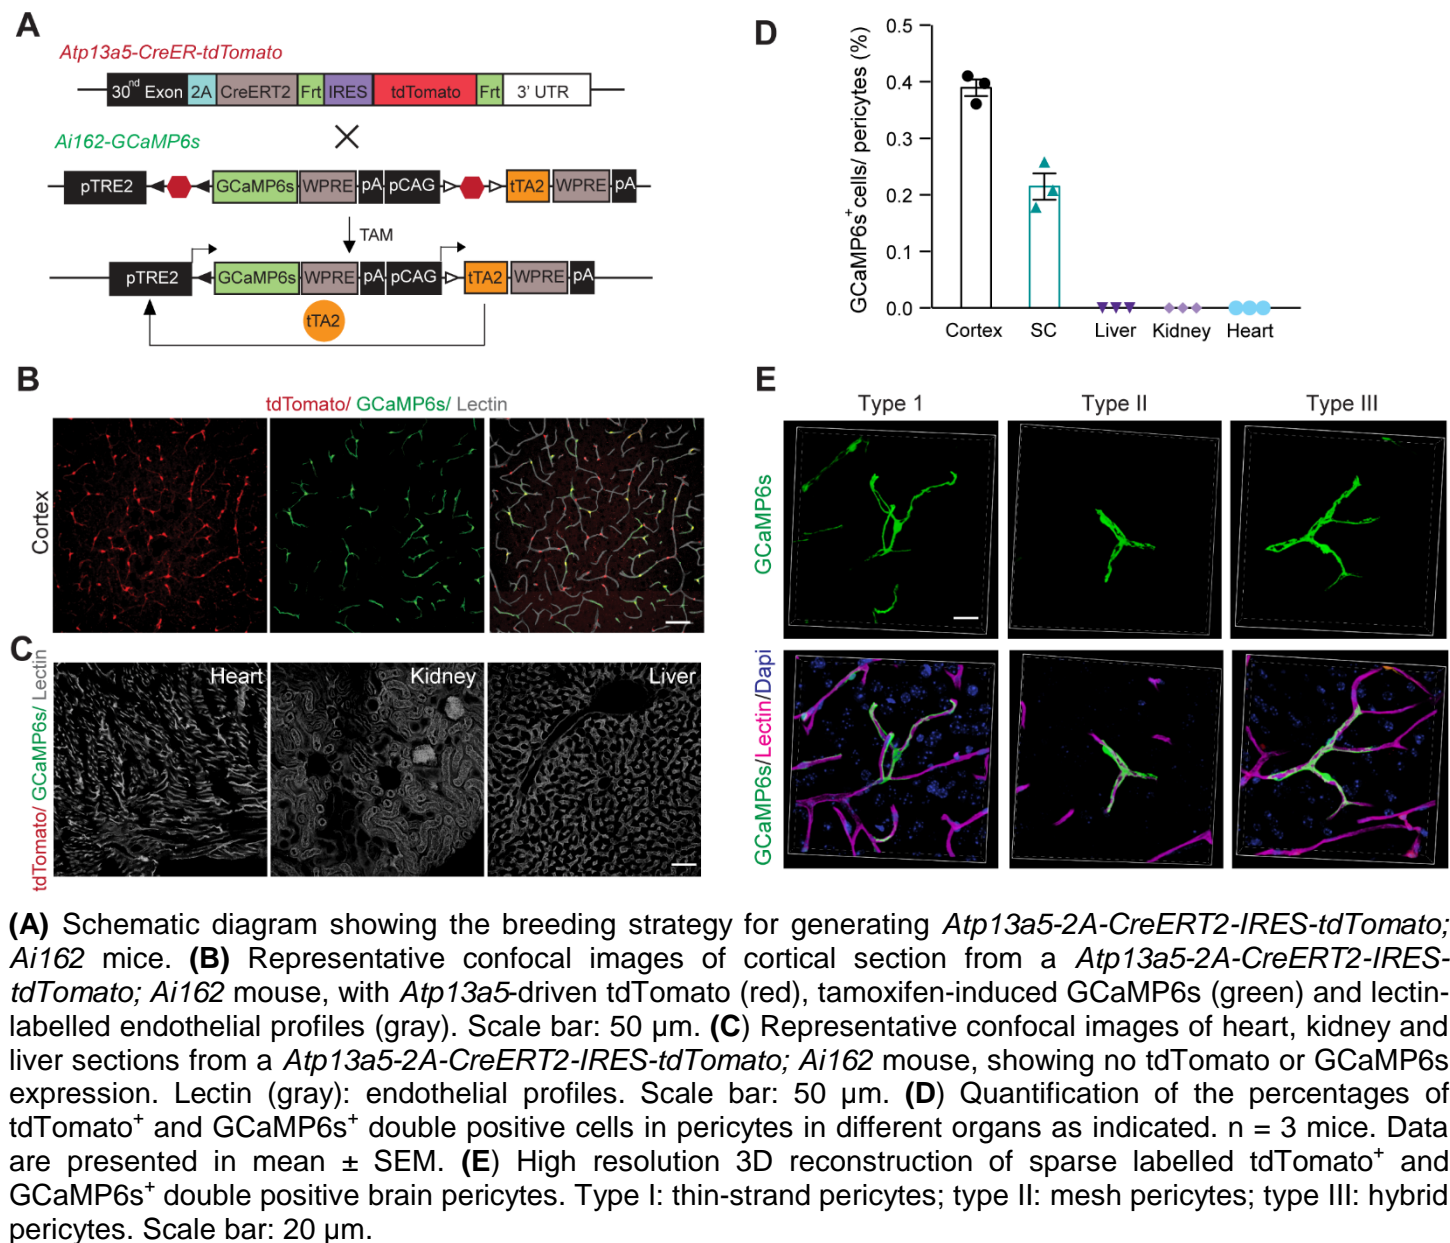 A
Atp13a5-CreER-tdTomato
30nd Exon 2A CreERT2 Frt IRES tdTomato Frt 3' UTR
Ai162-GCaMP6s
pTRE2 GCaMP6s WPRE pA pCAG tTA2 WPRE pA
TAM
pTRE2 GCaMP6s WPRE pA pCAG tTA2 WPRE pA
tTA2
D
GCaMP6s+ cells/ pericytes (%)
0.5
0.4
0.3
0.2
0.1
0.0
Cortex SC Liver Kidney Heart
B
tdTomato/ GCaMP6s/ Lectin
Cortex
C
tdTomato/ GCaMP6s/ Lectin
Heart Kidney Liver
E
Type 1 Type II Type III
GCaMP6s
GCaMP6s/Lectin/Dapi
(A) Schematic diagram showing the breeding strategy for generating Atp13a5-2A-CreERT2-IRES-tdTomato;
Ai162 mice. (B) Representative confocal images of cortical section from a Atp13a5-2A-CreERT2-IRES-
tdTomato; Ai162 mouse, with Atp13a5-driven tdTomato (red), tamoxifen-induced GCaMP6s (green) and lectin-
labelled endothelial profiles (gray). Scale bar: 50 µm. (C) Representative confocal images of heart, kidney and
liver sections from a Atp13a5-2A-CreERT2-IRES-tdTomato; Ai162 mouse, showing no tdTomato or GCaMP6s
expression. Lectin (gray): endothelial profiles. Scale bar: 50 µm. (D) Quantification of the percentages of
tdTomato+ and GCaMP6s+ double positive cells in pericytes in different organs as indicated. n = 3 mice. Data
are presented in mean ± SEM. (E) High resolution 3D reconstruction of sparse labelled tdTomato+ and
GCaMP6s+ double positive brain pericytes. Type I: thin-strand pericytes; type II: mesh pericytes; type III: hybrid
pericytes. Scale bar: 20 µm.